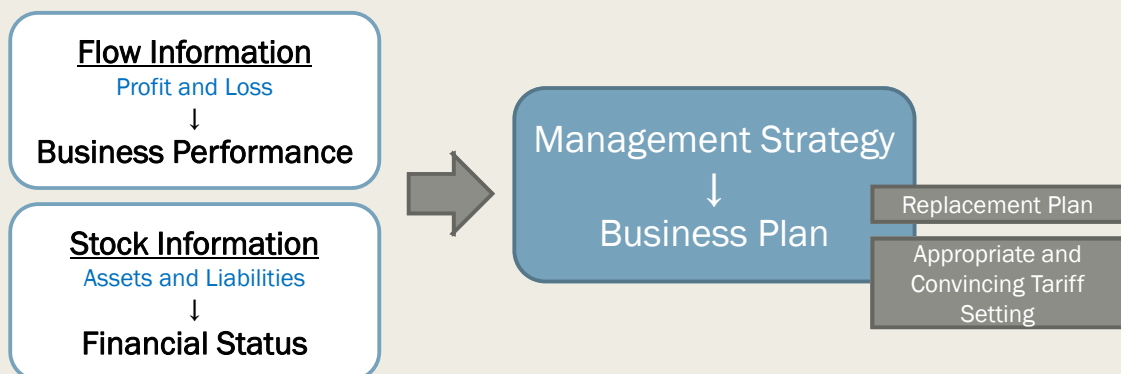 Flow Information
Profit and Loss
↓
Business Performance
Stock Information
Assets and Liabilities
↓
Financial Status
Management Strategy
↓
Business Plan
Replacement Plan
Appropriate and
Convincing Tariff
Setting